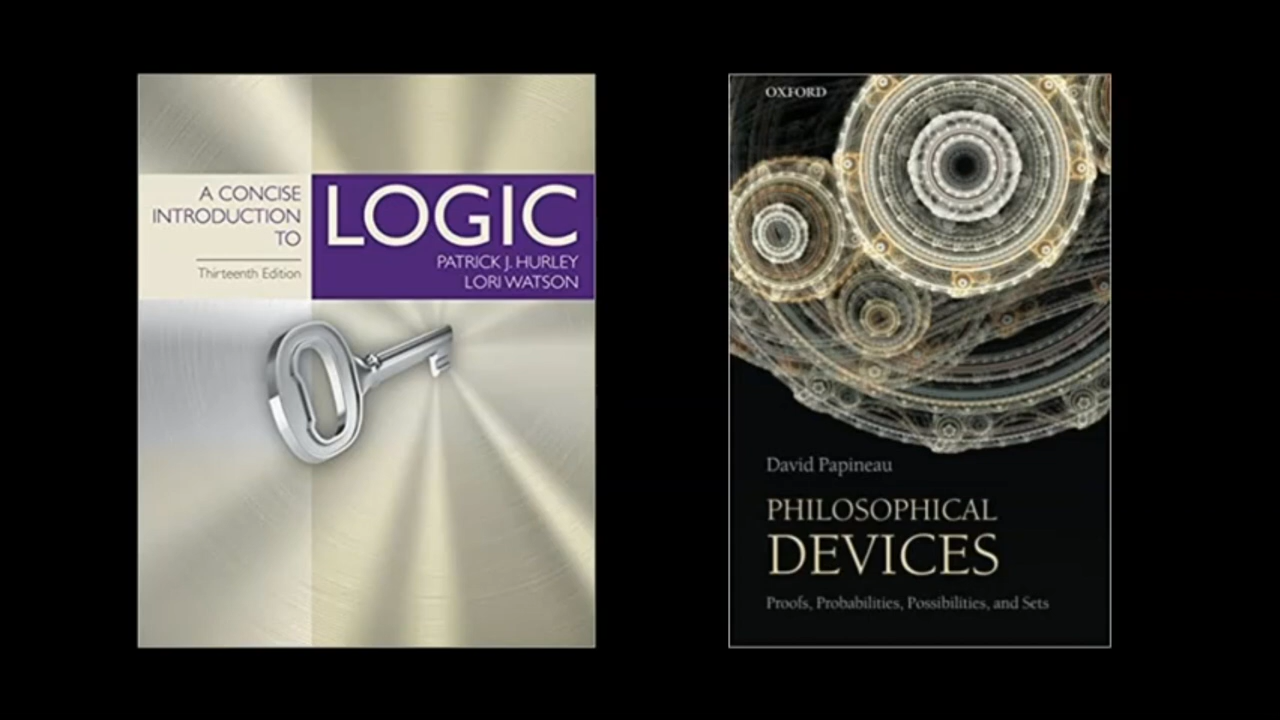 A CONCISE
INTRODUCTION
TO
Thirteenth Edition
LOGIC
PATRICK J. HURLEY
LORI WATSON
OXFORD
David Papineau
PHILOSOPHICAL
DEVICES
Proofs, Probabilities, Possibilities, and Sets